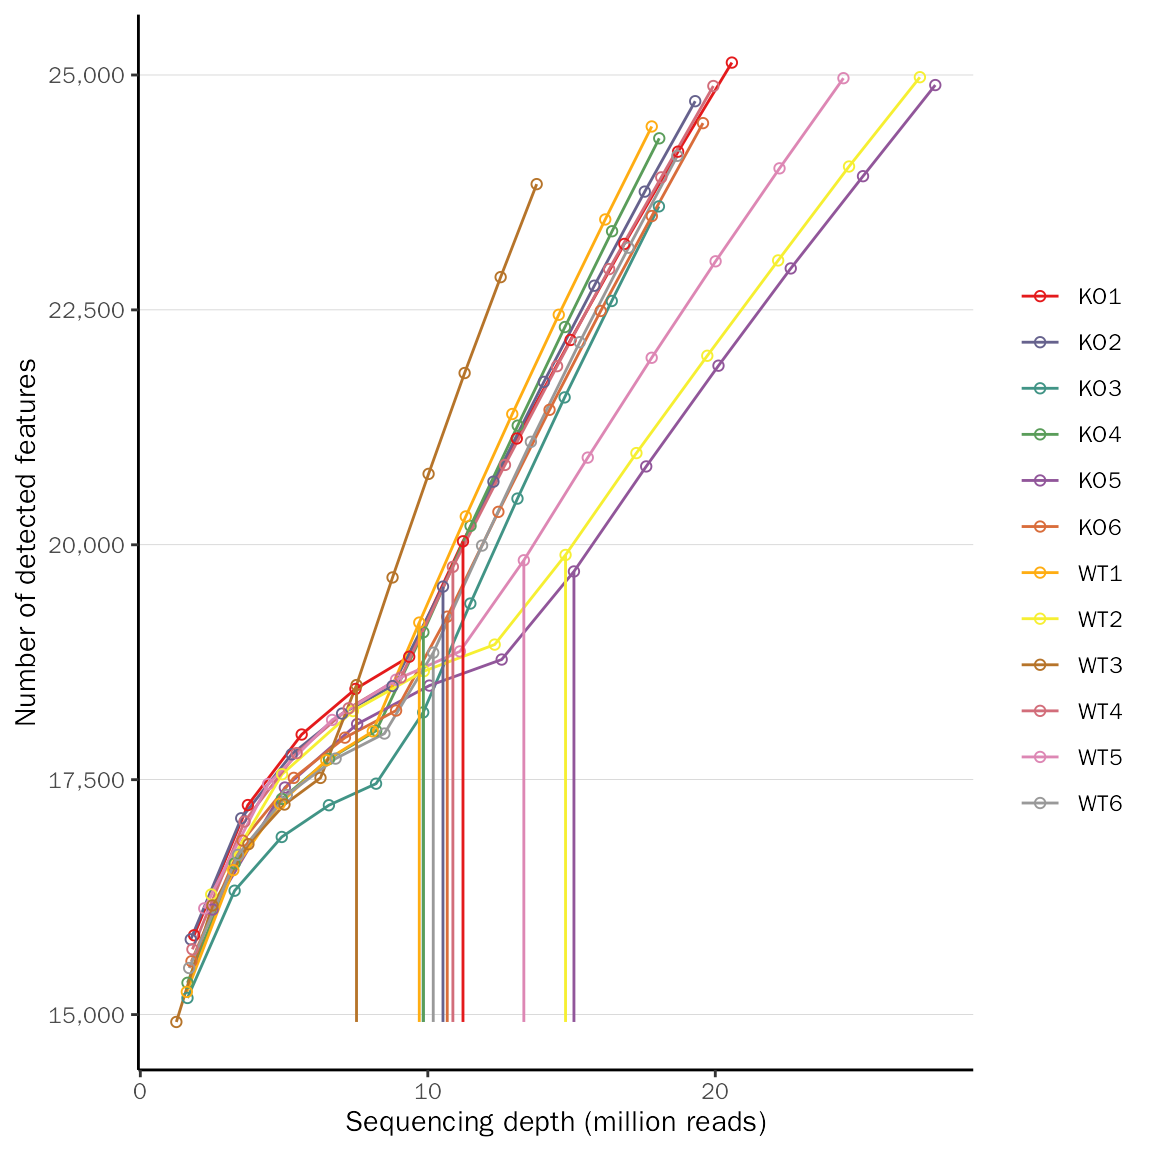 25,000
22,500
20,000
17,500
15,000
0 10 20
Number of detected features
Sequencing depth (million reads)
KO1
KO2
KO3
KO4
KO5
KO6
WT1
WT2
WT3
WT4
WT5
WT6